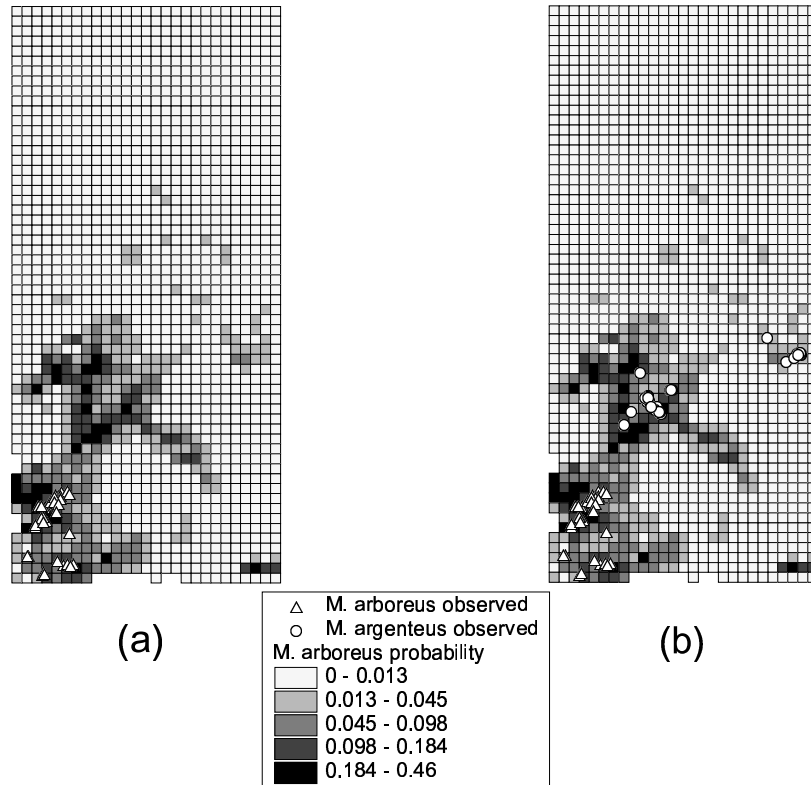 (a)
(b)
M. arboreus observed
M. argenteus observed
M. arboreus probability
0 - 0.013
0.013 - 0.045
0.045 - 0.098
0.098 - 0.184
0.184 - 0.46